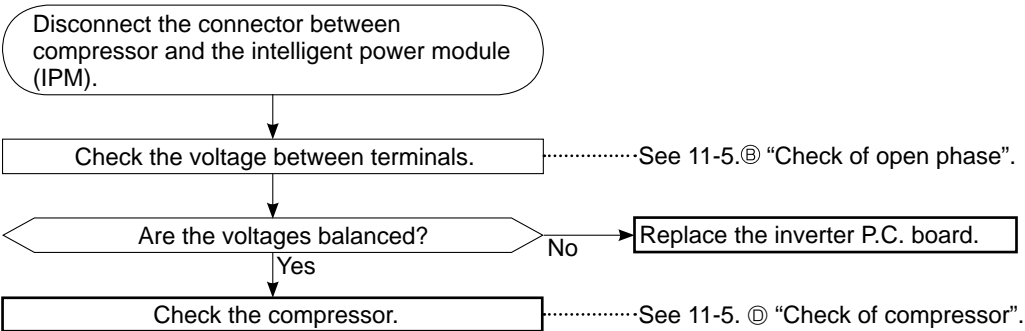 Disconnect the connector between
compressor and the intelligent power module
(IPM).
Check the voltage between terminals.
See 11-5.Ⓑ “Check of open phase”.
Are the voltages balanced?
No
Replace the inverter P.C. board.
Yes
Check the compressor.
See 11-5. Ⓓ “Check of compressor”.